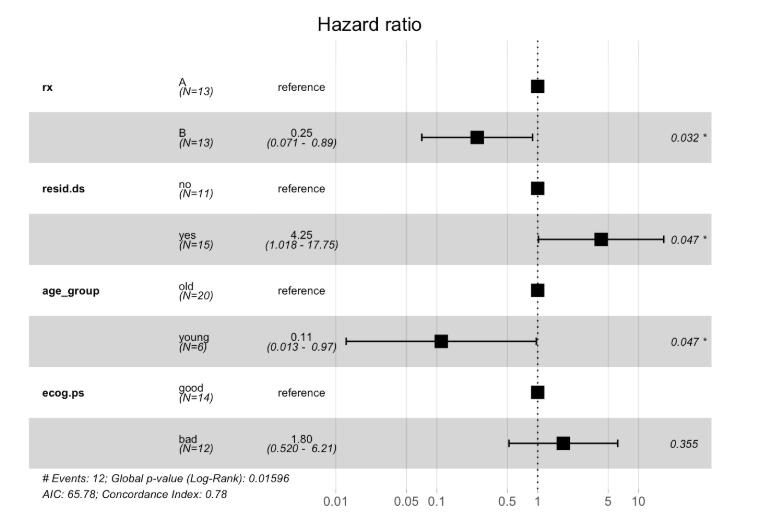 Hazard ratio
rx A reference
(N=13)
B 0.25
(N=13) (0.071 - 0.89) 0.032 *
resid.ds no reference
(N=11)
yes 4.25
(N=15) (1.018 - 17.75) 0.047 *
age_group old reference
(N=20)
young 0.11
(N=6) (0.013 - 0.97) 0.047 *
ecog.ps good reference
(N=14)
bad 1.80
(N=12) (0.520 - 6.21) 0.355
# Events: 12; Global p-value (Log-Rank): 0.01596
AIC: 65.78; Concordance Index: 0.78
0.01 0.05 0.1 0.5 1 5 10